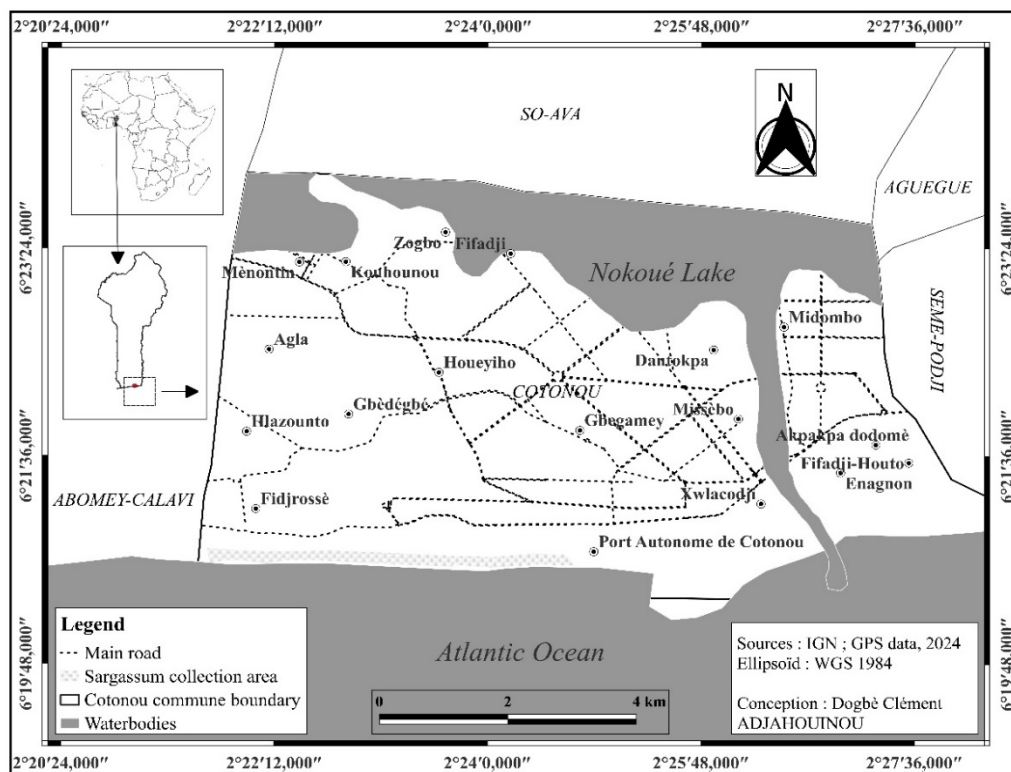 2°20'24,000" 2°22'12,000" 2°24'0,000" 2°25'48,000" 2°27'36,000"
N
SO-AVA
AGUEGUE
6°23'24,000" 6°23'24,000"
Zogbo
Fifadji
Mènontin
Kouhounou
Nokoué Lake
SEME-PODJI
Midombo
Agla
Dantokpa
Houeyiho
COTONOU
Gbèdégbé
Missèbo
Hlazounto
Gbegamey
Akpakpa dodomè
6°21'36,000" 6°21'36,000"
Fifadji-Houto
Enagnon
ABOMEY-CALAVI
Xwlacodji
Fidjrossè
Port Autonome de Cotonou
Legend
Main road
Sargassum collection area
Cotonou commune boundary
Waterbodies
Atlantic Ocean
Sources : IGN ; GPS data, 2024
Ellipsoïd : WGS 1984
Conception : Dogbè Clément
ADJAHOUINOU
6°19'48,000" 6°19'48,000"
0 2 4 km
2°20'24,000" 2°22'12,000" 2°24'0,000" 2°25'48,000" 2°27'36,000"